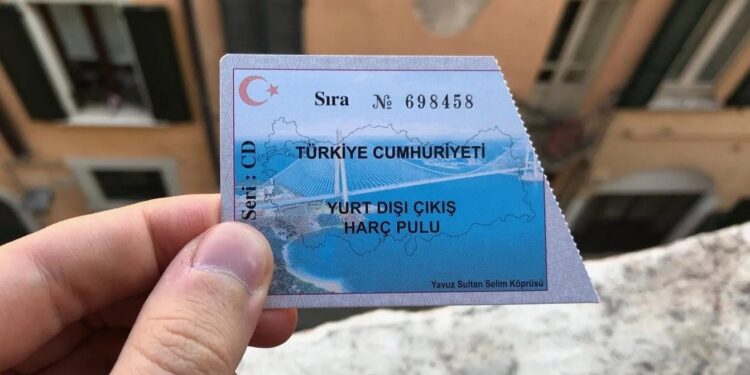 Sıra № 698458
Seri : CD
TÜRKİYE CUMHURİYETİ
YURT DIŞI ÇIKIŞ
HARÇ PULU
Yavuz Sultan Selim Köprüsü